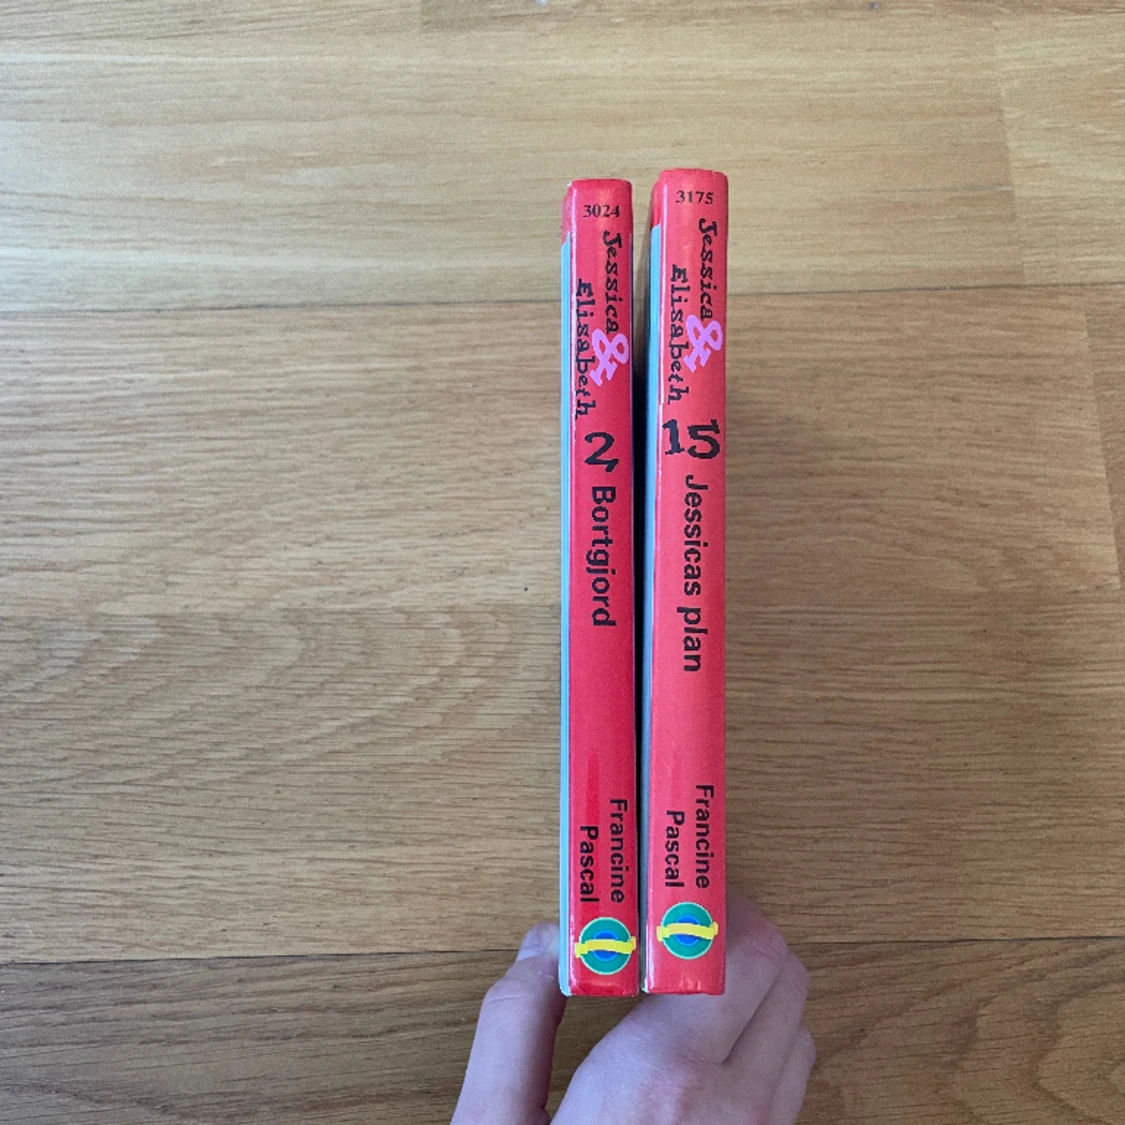 3024
Jessica
&
Elisabeth
2 Bortgjord
Francine
Pascal
3175
Jessica
&
Elisabeth
15 Jessicas plan
Francine
Pascal